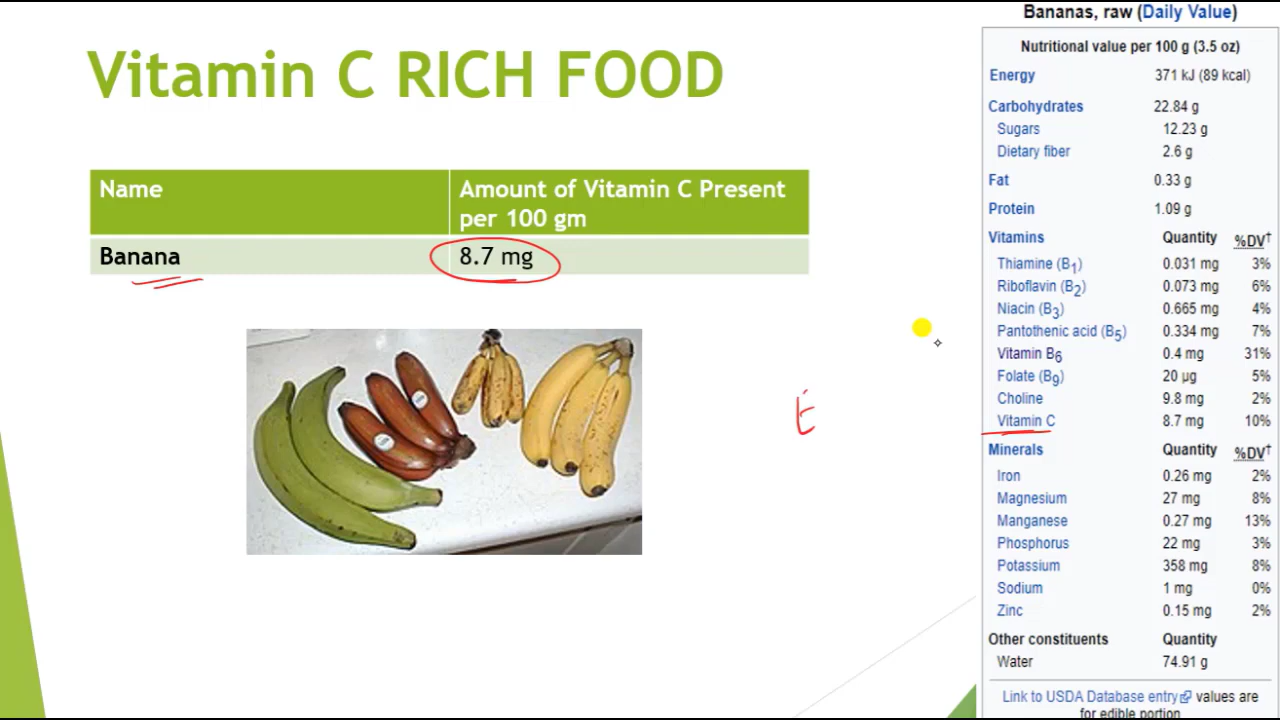 Vitamin C RICH FOOD
Name
Amount of Vitamin C Present
per 100 gm
Banana
8.7 mg
E
Bananas, raw (Daily Value)
Nutritional value per 100 g (3.5 oz)
Energy 371 kJ (89 kcal)
Carbohydrates 22.84 g
Sugars 12.23 g
Dietary fiber 2.6 g
Fat 0.33 g
Protein 1.09 g
Vitamins Quantity %DV†
Thiamine (B1) 0.031 mg 3%
Riboflavin (B2) 0.073 mg 6%
Niacin (B3) 0.665 mg 4%
Pantothenic acid (B5) 0.334 mg 7%
Vitamin B6 0.4 mg 31%
Folate (B9) 20 μg 5%
Choline 9.8 mg 2%
Vitamin C 8.7 mg 10%
Minerals Quantity %DV†
Iron 0.26 mg 2%
Magnesium 27 mg 8%
Manganese 0.27 mg 13%
Phosphorus 22 mg 3%
Potassium 358 mg 8%
Sodium 1 mg 0%
Zinc 0.15 mg 2%
Other constituents Quantity
Water 74.91 g
Link to USDA Database entry values are
for edible portion